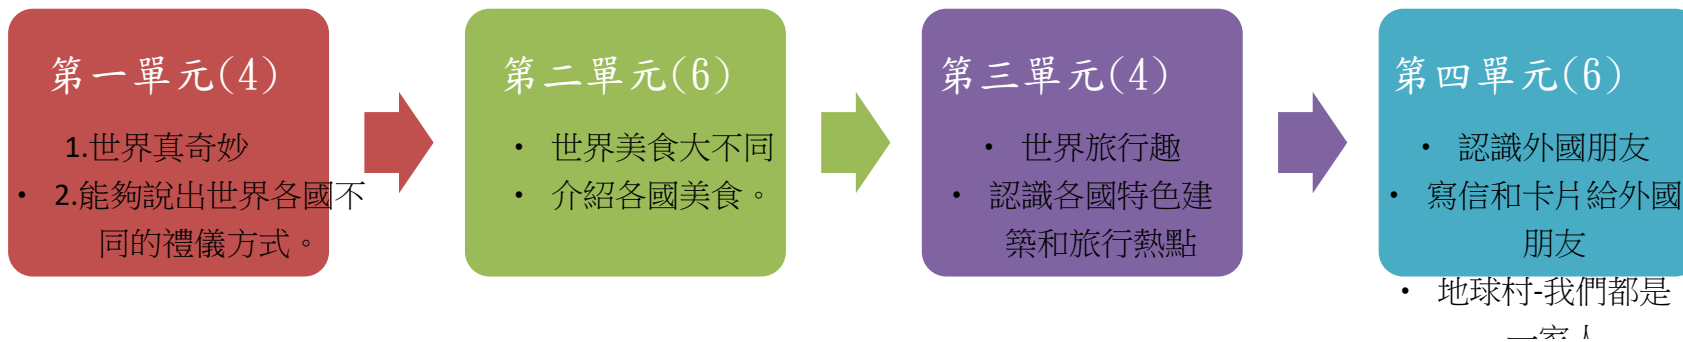 第一單元(4)
1.世界真奇妙
• 2.能夠說出世界各國不
同的禮儀方式。
第二單元(6)
• 世界美食大不同
• 介紹各國美食。
第三單元(4)
• 世界旅行趣
• 認識各國特色建
築和旅行熱點
第四單元(6)
• 認識外國朋友
• 寫信和卡片給外國
朋友
• 地球村-我們都是
一家人